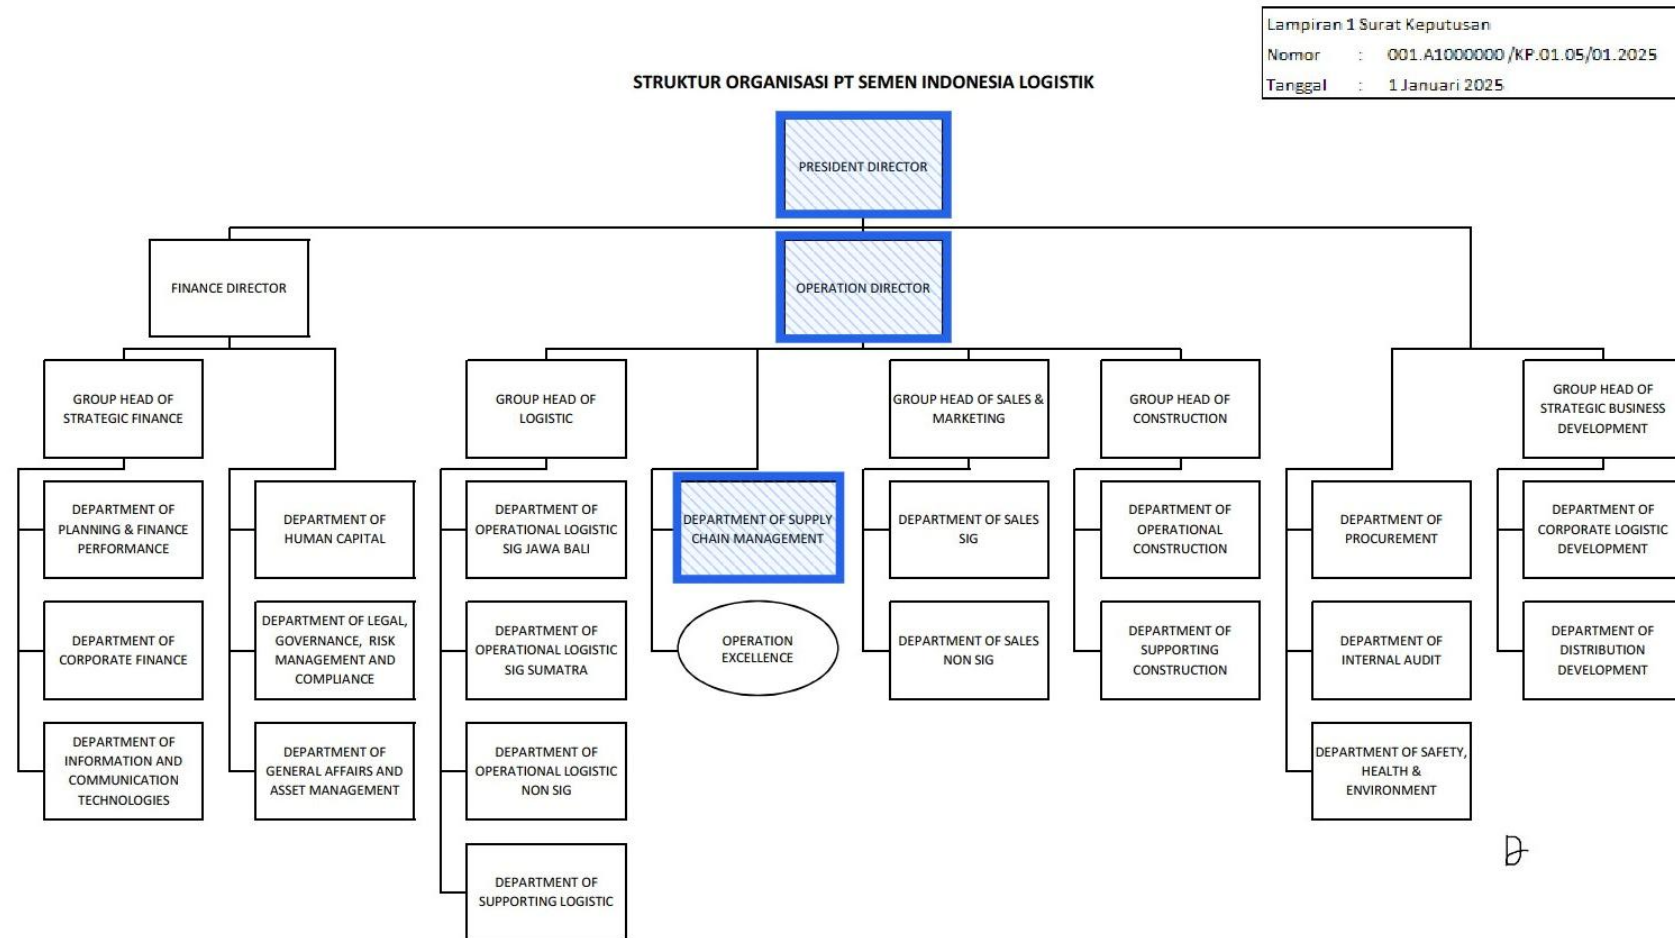 Lampiran 1 Surat Keputusan
Nomor : 001.A1000000 /KP.01.05/01.2025
Tanggal : 1 Januari 2025
STRUKTUR ORGANISASI PT SEMEN INDONESIA LOGISTIK
PRESIDENT DIRECTOR
FINANCE DIRECTOR
OPERATION DIRECTOR
GROUP HEAD OF
STRATEGIC FINANCE
GROUP HEAD OF
LOGISTIC
GROUP HEAD OF SALES &
MARKETING
GROUP HEAD OF
CONSTRUCTION
GROUP HEAD OF
STRATEGIC BUSINESS
DEVELOPMENT
DEPARTMENT OF
PLANNING & FINANCE
PERFORMANCE
DEPARTMENT OF
HUMAN CAPITAL
DEPARTMENT OF
OPERATIONAL LOGISTIC
SIG JAWA BALI
DEPARTMENT OF SUPPLY
CHAIN MANAGEMENT
DEPARTMENT OF SALES
SIG
DEPARTMENT OF
OPERATIONAL
CONSTRUCTION
DEPARTMENT OF
PROCUREMENT
DEPARTMENT OF
CORPORATE LOGISTIC
DEVELOPMENT
DEPARTMENT OF
CORPORATE FINANCE
DEPARTMENT OF LEGAL,
GOVERNANCE, RISK
MANAGEMENT AND
COMPLIANCE
DEPARTMENT OF
OPERATIONAL LOGISTIC
SIG SUMATRA
OPERATION
EXCELLENCE
DEPARTMENT OF SALES
NON SIG
DEPARTMENT OF
SUPPORTING
CONSTRUCTION
DEPARTMENT OF
INTERNAL AUDIT
DEPARTMENT OF
DISTRIBUTION
DEVELOPMENT
DEPARTMENT OF
INFORMATION AND
COMMUNICATION
TECHNOLOGIES
DEPARTMENT OF
GENERAL AFFAIRS AND
ASSET MANAGEMENT
DEPARTMENT OF
OPERATIONAL LOGISTIC
NON SIG
DEPARTMENT OF SAFETY,
HEALTH &
ENVIRONMENT
DEPARTMENT OF
SUPPORTING LOGISTIC